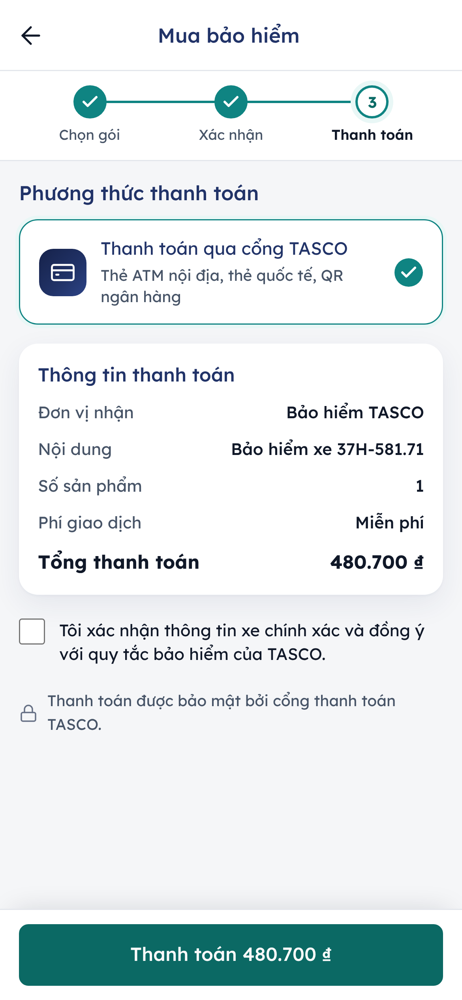 Mua bảo hiểm
Chọn gói
Xác nhận
3
Thanh toán
Phương thức thanh toán
Thanh toán qua cổng TASCO
Thẻ ATM nội địa, thẻ quốc tế, QR
ngân hàng
Thông tin thanh toán
Đơn vị nhận Bảo hiểm TASCO
Nội dung Bảo hiểm xe 37H-581.71
Số sản phẩm 1
Phí giao dịch Miễn phí
Tổng thanh toán 480.700 ₫
Tôi xác nhận thông tin xe chính xác và đồng ý
với quy tắc bảo hiểm của TASCO.
Thanh toán được bảo mật bởi cổng thanh toán
TASCO.
Thanh toán 480.700 ₫